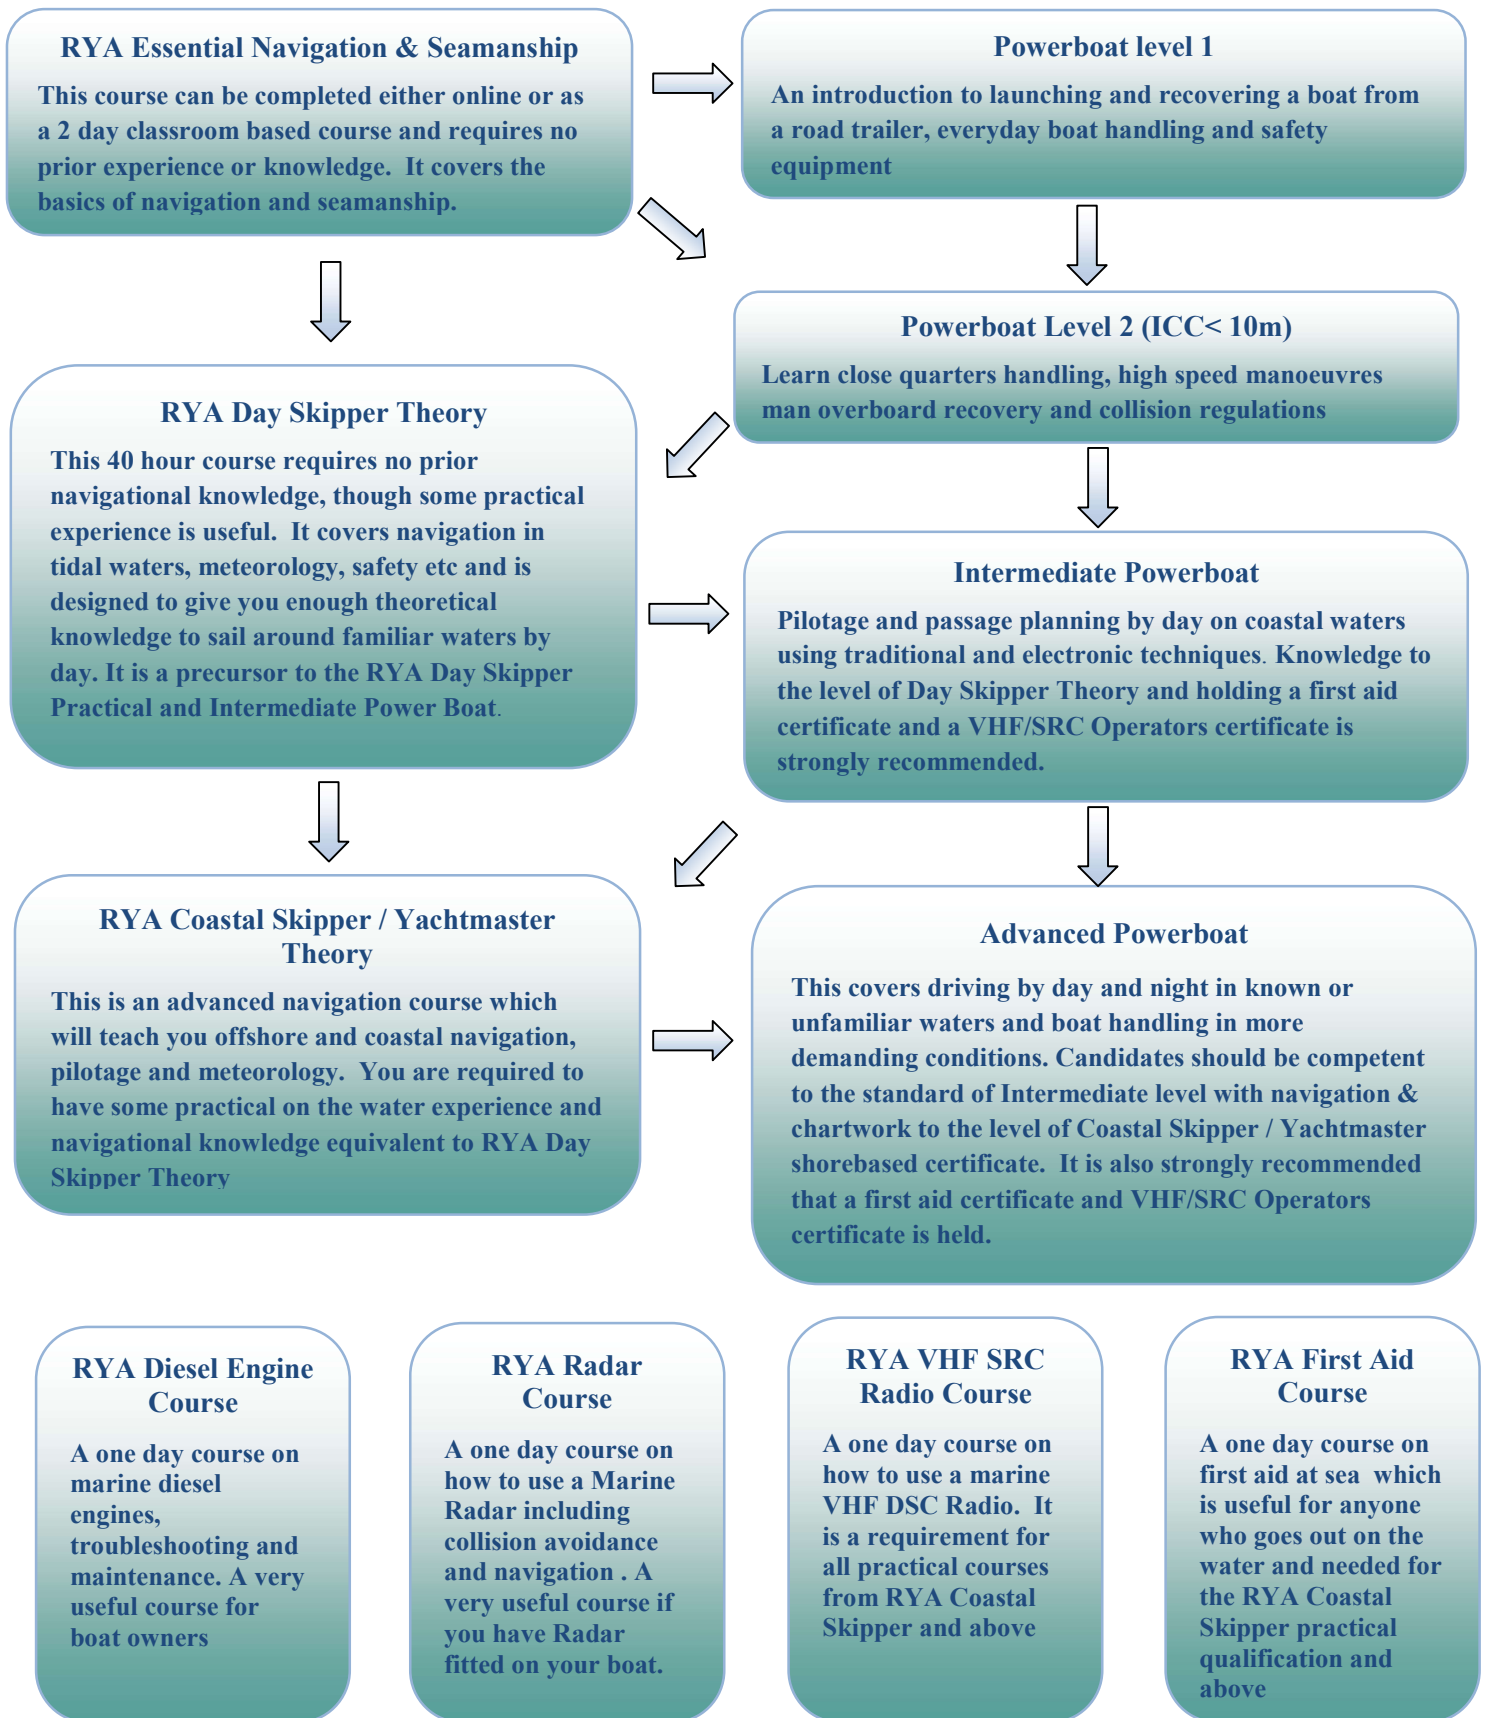 RYA Essential Navigation & Seamanship
This course can be completed either online or as
a 2 day classroom based course and requires no
prior experience or knowledge.  It covers the
basics of navigation and seamanship.
Powerboat level 1
An introduction to launching and recovering a boat from
a road trailer, everyday boat handling and safety
equipment
Powerboat Level 2 (ICC< 10m)
Learn close quarters handling, high speed manoeuvres
man overboard recovery and collision regulations
RYA Day Skipper Theory
This 40 hour course requires no prior
navigational knowledge, though some practical
experience is useful.  It covers navigation in
tidal waters, meteorology, safety etc and is
designed to give you enough theoretical
knowledge to sail around familiar waters by
day. It is a precursor to the RYA Day Skipper
Practical and Intermediate Power Boat.
Intermediate Powerboat
Pilotage and passage planning by day on coastal waters
using traditional and electronic techniques. Knowledge to
the level of Day Skipper Theory and holding a first aid
certificate and a VHF/SRC Operators certificate is
strongly recommended.
RYA Coastal Skipper / Yachtmaster
Theory
This is an advanced navigation course which
will teach you offshore and coastal navigation,
pilotage and meteorology.  You are required to
have some practical on the water experience and
navigational knowledge equivalent to RYA Day
Skipper Theory
Advanced Powerboat
This covers driving by day and night in known or
unfamiliar waters and boat handling in more
demanding conditions. Candidates should be competent
to the standard of Intermediate level with navigation &
chartwork to the level of Coastal Skipper / Yachtmaster
shorebased certificate.  It is also strongly recommended
that a first aid certificate and VHF/SRC Operators
certificate is held.
RYA Diesel Engine
Course
A one day course on
marine diesel
engines,
troubleshooting and
maintenance. A very
useful course for
boat owners
RYA Radar
Course
A one day course on
how to use a Marine
Radar including
collision avoidance
and navigation . A
very useful course if
you have Radar
fitted on your boat.
RYA VHF SRC
Radio Course
A one day course on
how to use a marine
VHF DSC Radio.  It
is a requirement for
all practical courses
from RYA Coastal
Skipper and above
RYA First Aid
Course
A one day course on
first aid at sea  which
is useful for anyone
who goes out on the
water and needed for
the RYA Coastal
Skipper practical
qualification and
above